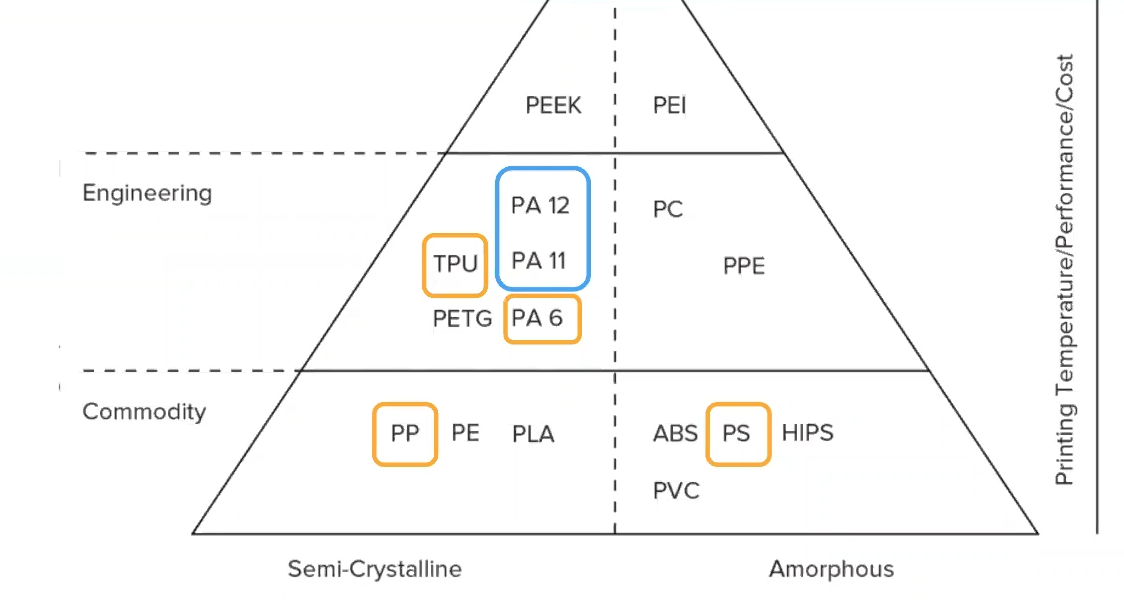 PEEK PEI
Engineering
PA 12 PC
TPU PA 11 PPE
PETG PA 6
Commodity
PP PE PLA ABS PS HIPS
PVC
Semi-Crystalline Amorphous
Printing Temperature/Performance/Cost